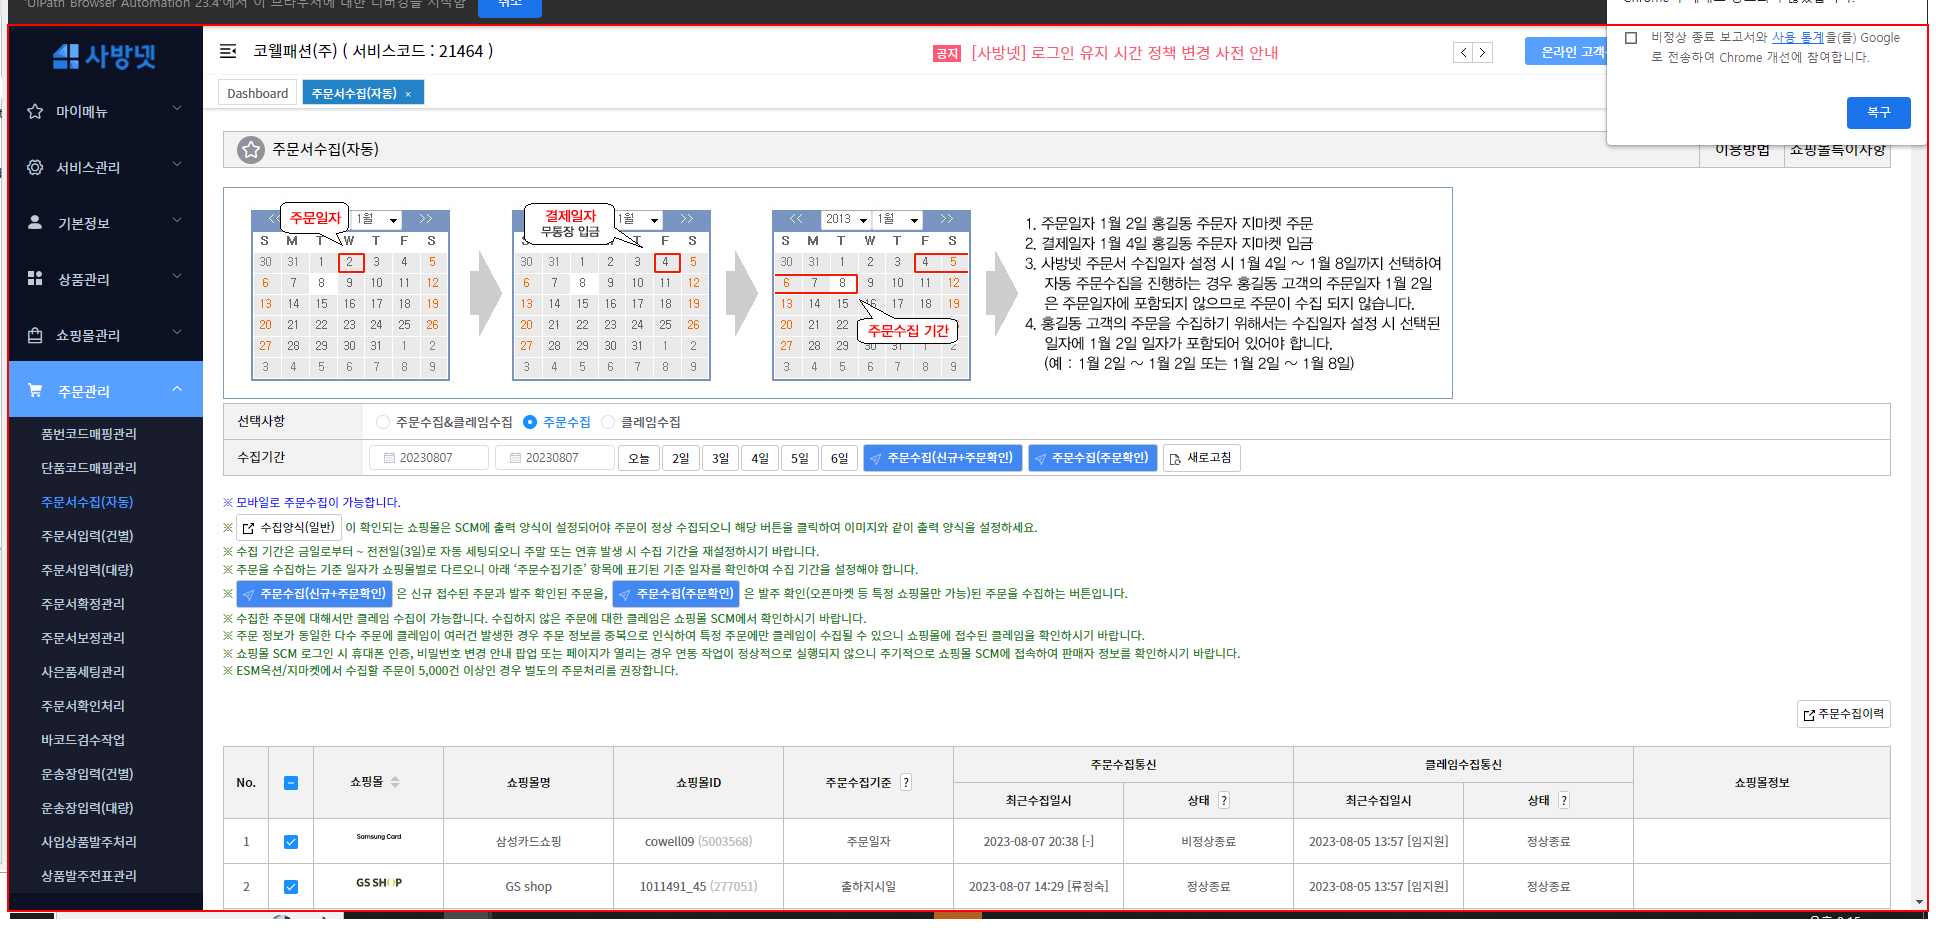 'UiPath Browser Automation 23.4'에서 이 브라우저에 대한 디버깅을 시작함
취소
비정상 종료 보고서와 사용 통계을(를) Google
로 전송하여 Chrome 개선에 참여합니다.
복구
사방넷
코웰패션(주) ( 서비스코드 : 21464 )
공지 [사방넷] 로그인 유지 시간 정책 변경 사전 안내
온라인 고객
Dashboard
주문서수집(자동) ×
마이메뉴
서비스관리
기본정보
상품관리
쇼핑몰관리
주문관리
품번코드매핑관리
단품코드매핑관리
주문서수집(자동)
주문서입력(건별)
주문서입력(대량)
주문서확정관리
주문서보정관리
사은품세팅관리
주문서확인처리
바코드검수작업
운송장입력(건별)
운송장입력(대량)
사입상품발주처리
상품발주전표관리
주문서수집(자동)
이용방법
쇼핑몰특이사항
<< 주문일자 1월 >>
S M T W T F S
30 31 1 2 3 4 5
6 7 8 9 10 11 12
13 14 15 16 17 18 19
20 21 22 23 24 25 26
27 28 29 30 31 1 2
3 4 5 6 7 8 9
결제일자 무통장 입금 1월 >>
S M T F S
30 31 1 2 3 4 5
6 7 8 9 10 11 12
13 14 15 16 17 18 19
20 21 22 23 24 25 26
27 28 29 30 31 1 2
3 4 5 6 7 8 9
<< 2013 1월 >>
S M T W T F S
30 31 1 2 3 4 5
6 7 8 9 10 11 12
13 14 15 16 17 18 19
20 21 22 주문수집 기간
27 28 29 30 31 1 2
3 4 5 6 7 8 9
1. 주문일자 1월 2일 홍길동 주문자 지마켓 주문
2. 결제일자 1월 4일 홍길동 주문자 지마켓 입금
3. 사방넷 주문서 수집일자 설정 시 1월 4일 ~ 1월 8일까지 선택하여
자동 주문수집을 진행하는 경우 홍길동 고객의 주문일자 1월 2일
은 주문일자에 포함되지 않으므로 주문이 수집 되지 않습니다.
4. 홍길동 고객의 주문을 수집하기 위해서는 수집일자 설정 시 선택된
일자에 1월 2일 일자가 포함되어 있어야 합니다.
(예 : 1월 2일 ~ 1월 2일 또는 1월 2일 ~ 1월 8일)
선택사항 주문수집&클레임수집 주문수집 클레임수집
수집기간 20230807 20230807 오늘 2일 3일 4일 5일 6일 주문수집(신규+주문확인) 주문수집(주문확인) 새로고침
※ 모바일로 주문수집이 가능합니다.
※ 수집양식(일반) 이 확인되는 쇼핑몰은 SCM에 출력 양식이 설정되어야 주문이 정상 수집되오니 해당 버튼을 클릭하여 이미지와 같이 출력 양식을 설정하세요.
※ 수집 기간은 금일로부터 ~ 전전일(3일)로 자동 세팅되오니 주말 또는 연휴 발생 시 수집 기간을 재설정하시기 바랍니다.
※ 주문을 수집하는 기준 일자가 쇼핑몰별로 다르오니 아래 ‘주문수집기준’ 항목에 표기된 기준 일자를 확인하여 수집 기간을 설정해야 합니다.
※ 주문수집(신규+주문확인) 은 신규 접수된 주문과 발주 확인된 주문을, 주문수집(주문확인) 은 발주 확인(오픈마켓 등 특정 쇼핑몰만 가능)된 주문을 수집하는 버튼입니다.
※ 수집한 주문에 대해서만 클레임 수집이 가능합니다. 수집하지 않은 주문에 대한 클레임은 쇼핑몰 SCM에서 확인하시기 바랍니다.
※ 주문 정보가 동일한 다수 주문에 클레임이 여러건 발생한 경우 주문 정보를 중복으로 인식하여 특정 주문에만 클레임이 수집될 수 있으니 쇼핑몰에 접수된 클레임을 확인하시기 바랍니다.
※ 쇼핑몰 SCM 로그인 시 휴대폰 인증, 비밀번호 변경 안내 팝업 또는 페이지가 열리는 경우 연동 작업이 정상적으로 실행되지 않으니 주기적으로 쇼핑몰 SCM에 접속하여 판매자 정보를 확인하시기 바랍니다.
※ ESM옥션/지마켓에서 수집할 주문이 5,000건 이상인 경우 별도의 주문처리를 권장합니다.
주문수집이력
No. 쇼핑몰 쇼핑몰명 쇼핑몰ID 주문수집기준 ? 주문수집통신 클레임수집통신 쇼핑몰정보
최근수집일시 상태 ? 최근수집일시 상태 ?
1 Samsung Card 삼성카드쇼핑 cowell09 (5003568) 주문일자 2023-08-07 20:38 [-] 비정상종료 2023-08-05 13:57 [임지원] 정상종료
2 GS SHOP GS shop 1011491_45 (277051) 출하지시일 2023-08-07 14:29 [류정숙] 정상종료 2023-08-05 13:57 [임지원] 정상종료